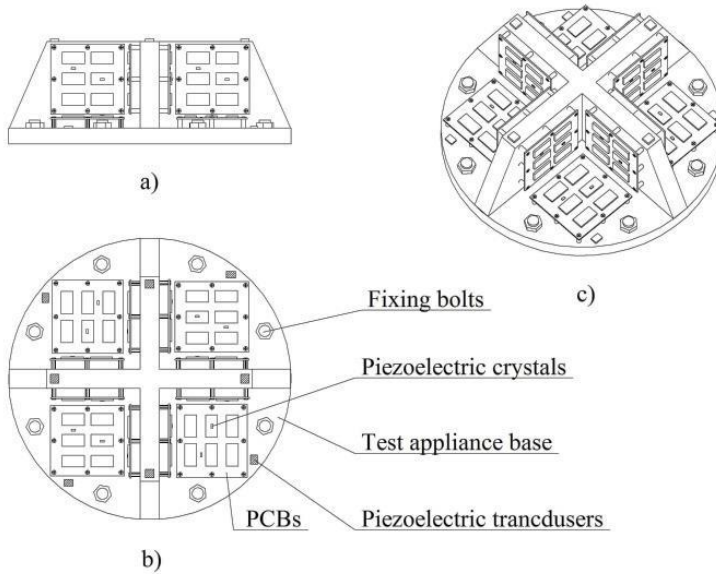 a)
c)
Fixing bolts
Piezoelectric crystals
Test appliance base
PCBs
Piezoelectric trancdusers
b)